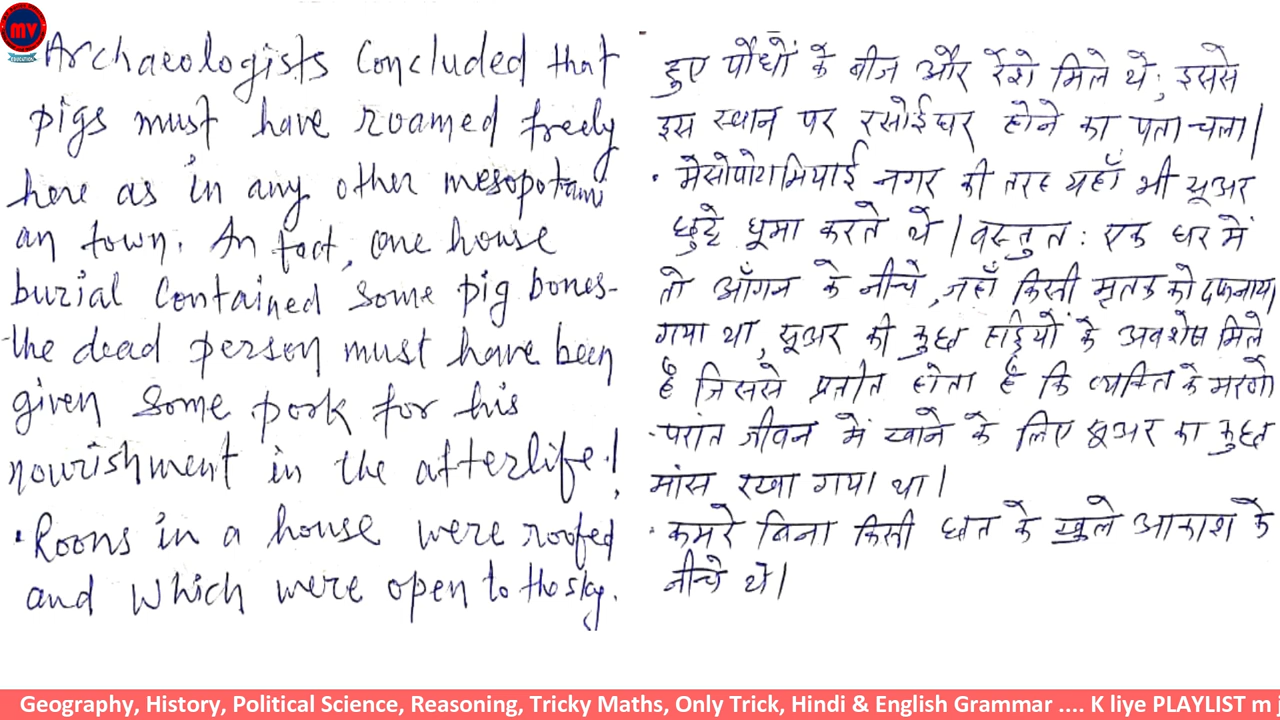 mv
EDUCATION
Archaeologists Concluded that
pigs must have roamed freely
here as in any other mesopotami
an town. In fact, one house
burial Contained Some pig bones-
the dead person must have been
given Some pork for his
nourishment in the afterlife.!
• Rooms in a house were roofed
and which were open to the sky.
हुए पौधों के बीज और रेशे मिले थे; इससे
इस स्थान पर रसोईघर होने का पता चला।
• मेसोपोटामियाई नगर की तरह यहाँ भी सूअर
छुट्टे घूमा करते थे। वस्तुत: एक घर में
तो आँगन के नीचे, जहाँ किसी मृतक को दफनाया
गया था, सूअर की कुछ हड्डियों के अवशेष मिले
हैं जिससे प्रतीत होता है कि व्यक्ति के मरणो
-परांत जीवन में खाने के लिए सूअर का कुछ
मांस रखा गया था।
• कमरे बिना किसी छत के खुले आकाश के
नीचे थे।
Geography, History, Political Science, Reasoning, Tricky Maths, Only Trick, Hindi & English Grammar .... K liye PLAYLIST m j